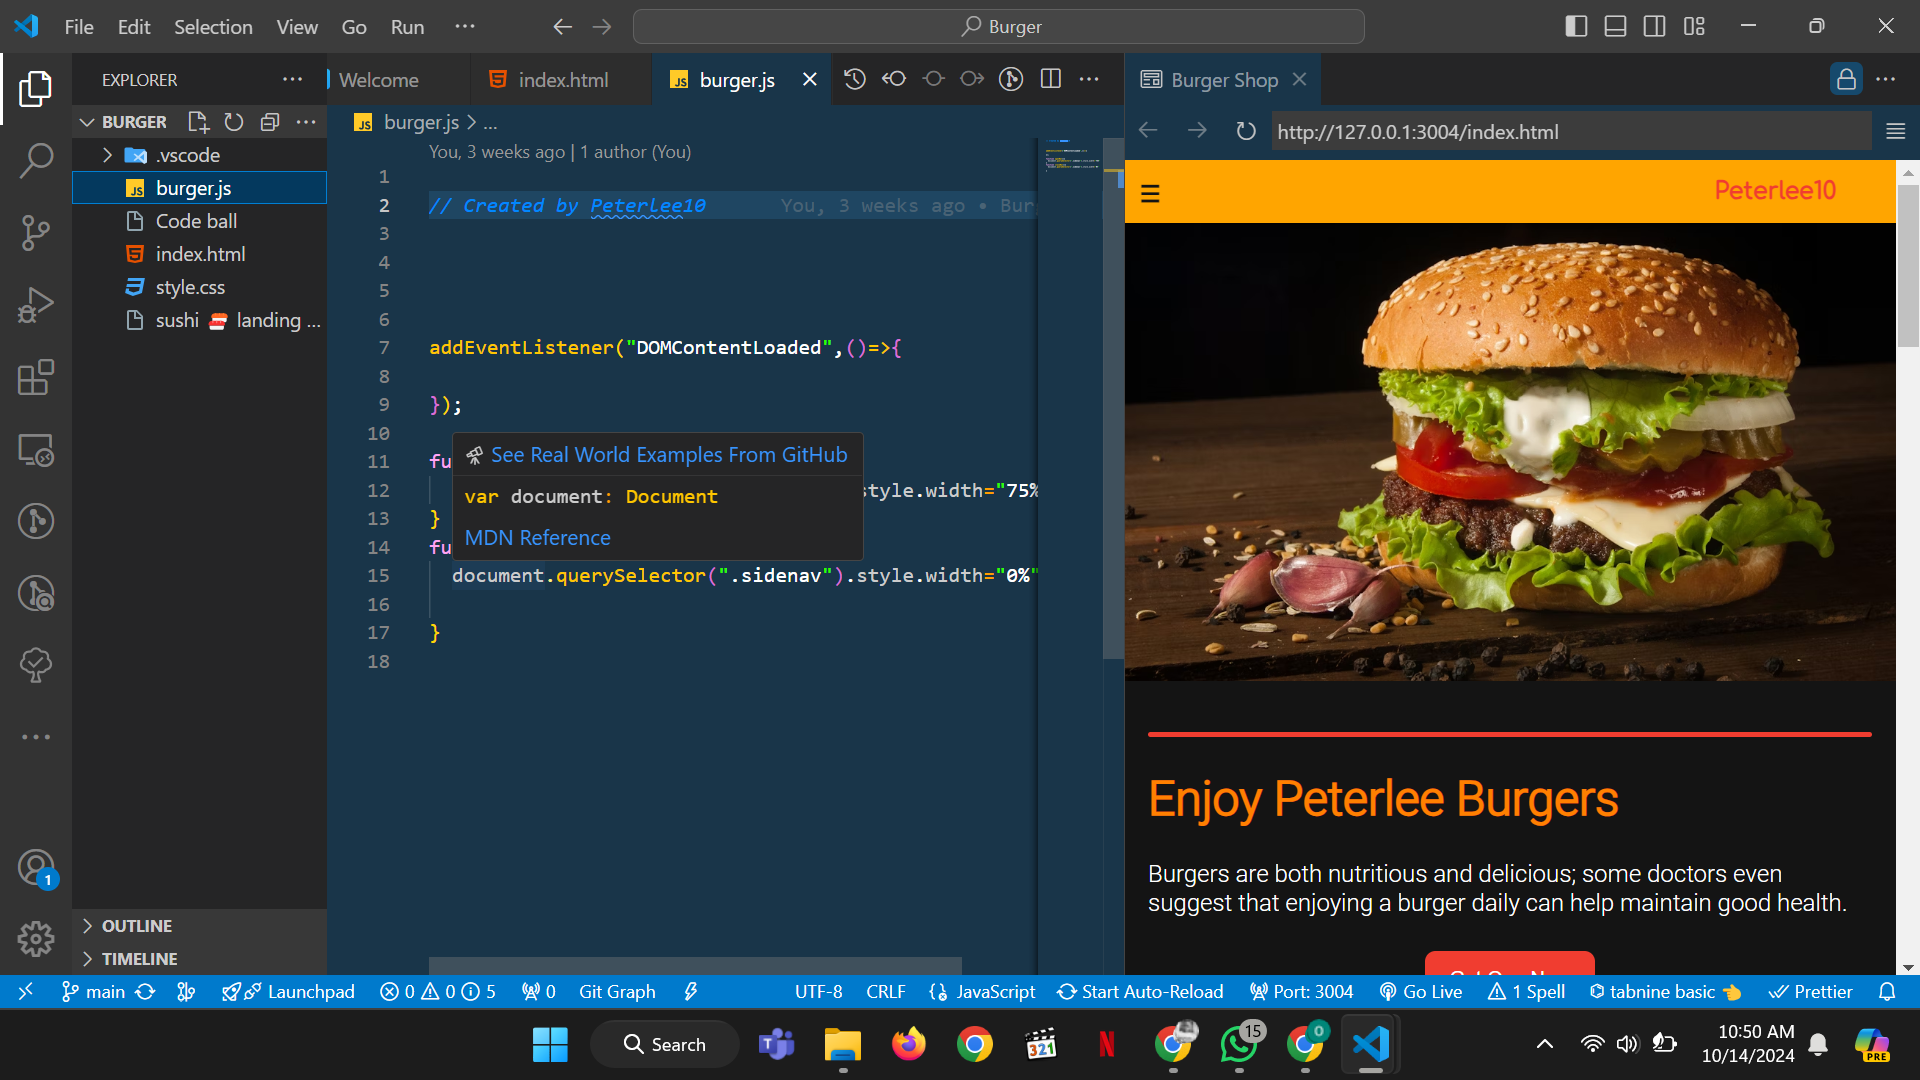 File Edit Selection View Go Run ···
Burger
EXPLORER ···
Welcome
index.html
burger.js
Burger Shop
BURGER
burger.js > ...
http://127.0.0.1:3004/index.html
.vscode
burger.js
Code ball
index.html
style.css
sushi 🍣 landing ...
OUTLINE
TIMELINE
1
You, 3 weeks ago | 1 author (You)
1
2 // Created by Peterlee10 You, 3 weeks ago • Bur
3
4
5
6
7 addEventListener("DOMContentLoaded",()=>{
8
9 });
10
11 fu
12 style.width="75%
13 }
14 fu
15 document.querySelector(".sidenav").style.width="0%"
16
17 }
18
See Real World Examples From GitHub
var document: Document
MDN Reference
☰ Peterlee10
Enjoy Peterlee Burgers
Burgers are both nutritious and delicious; some doctors even
suggest that enjoying a burger daily can help maintain good health.
main Launchpad 0 0 5 0 Git Graph UTF-8 CRLF {} JavaScript Start Auto-Reload Port: 3004 Go Live 1 Spell tabnine basic 👈 Prettier
Search
T
321
N
15
0
10:50 AM
10/14/2024
PRE